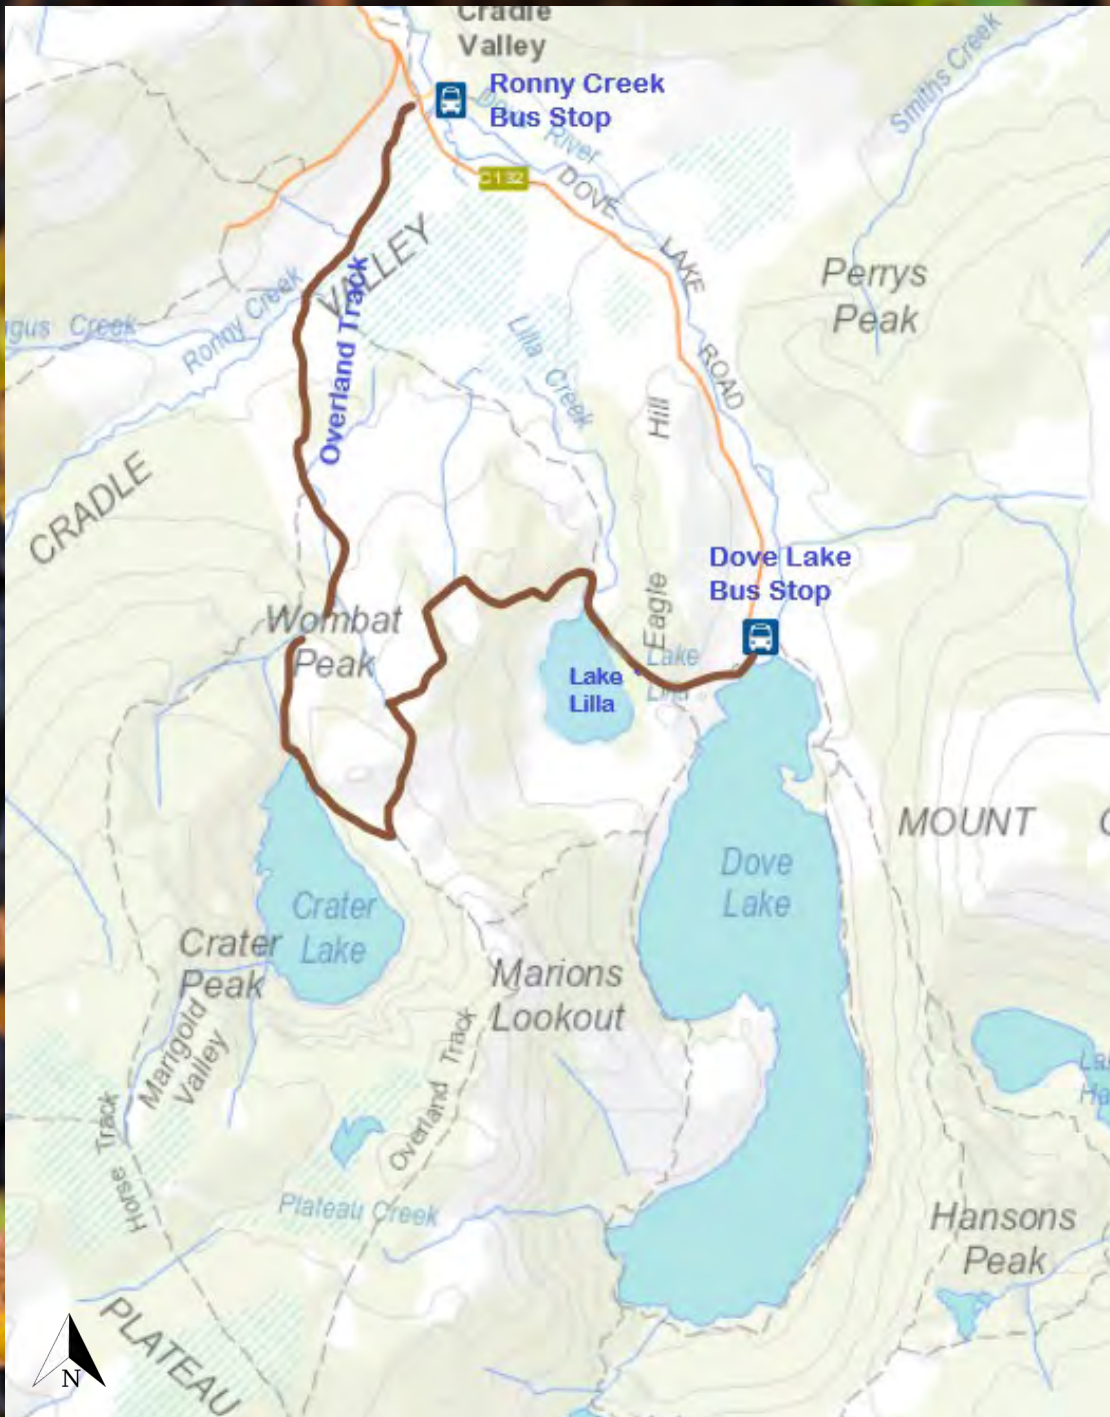 Cradle
Valley
Ronny Creek
Bus Stop
Dove River
Smiths Creek
C132
DOVE LAKE ROAD
VALLEY
Overland Track
Perrys
Peak
Creek
Ronny Creek
Lilla Creek
Hill
CRADLE
Dove Lake
Bus Stop
Eagle
Wombat
Peak
Lake
Lilla
Lake
Lilla
MOUNT
Dove
Lake
Crater
Lake
Crater
Peak
Marions
Lookout
Marigold
Valley
Overland Track
Horse Track
Plateau Creek
Hansons
Peak
PLATEAU
N